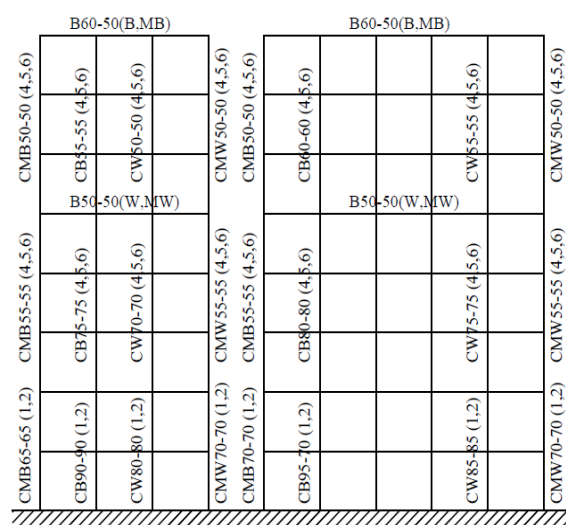 B60-50(B,MB)
B60-50(B,MB)
CMB50-50 (4,5,6)
CB55-55 (4,5,6)
CW50-50 (4,5,6)
CMW50-50 (4,5,6)
CMB50-50 (4,5,6)
CB60-60 (4,5,6)
CW55-55 (4,5,6)
CMW50-50 (4,5,6)
B50-50(W,MW)
B50-50(W,MW)
CMB55-55 (4,5,6)
CB75-75 (4,5,6)
CW70-70 (4,5,6)
CMW55-55 (4,5,6)
CMB55-55 (4,5,6)
CB80-80 (4,5,6)
CW75-75 (4,5,6)
CMW55-55 (4,5,6)
CMB65-65 (1,2)
CB90-90 (1,2)
CW80-80 (1,2)
CMW70-70 (1,2)
CMB70-70 (1,2)
CB95-70 (1,2)
CW85-85 (1,2)
CMW70-70 (1,2)